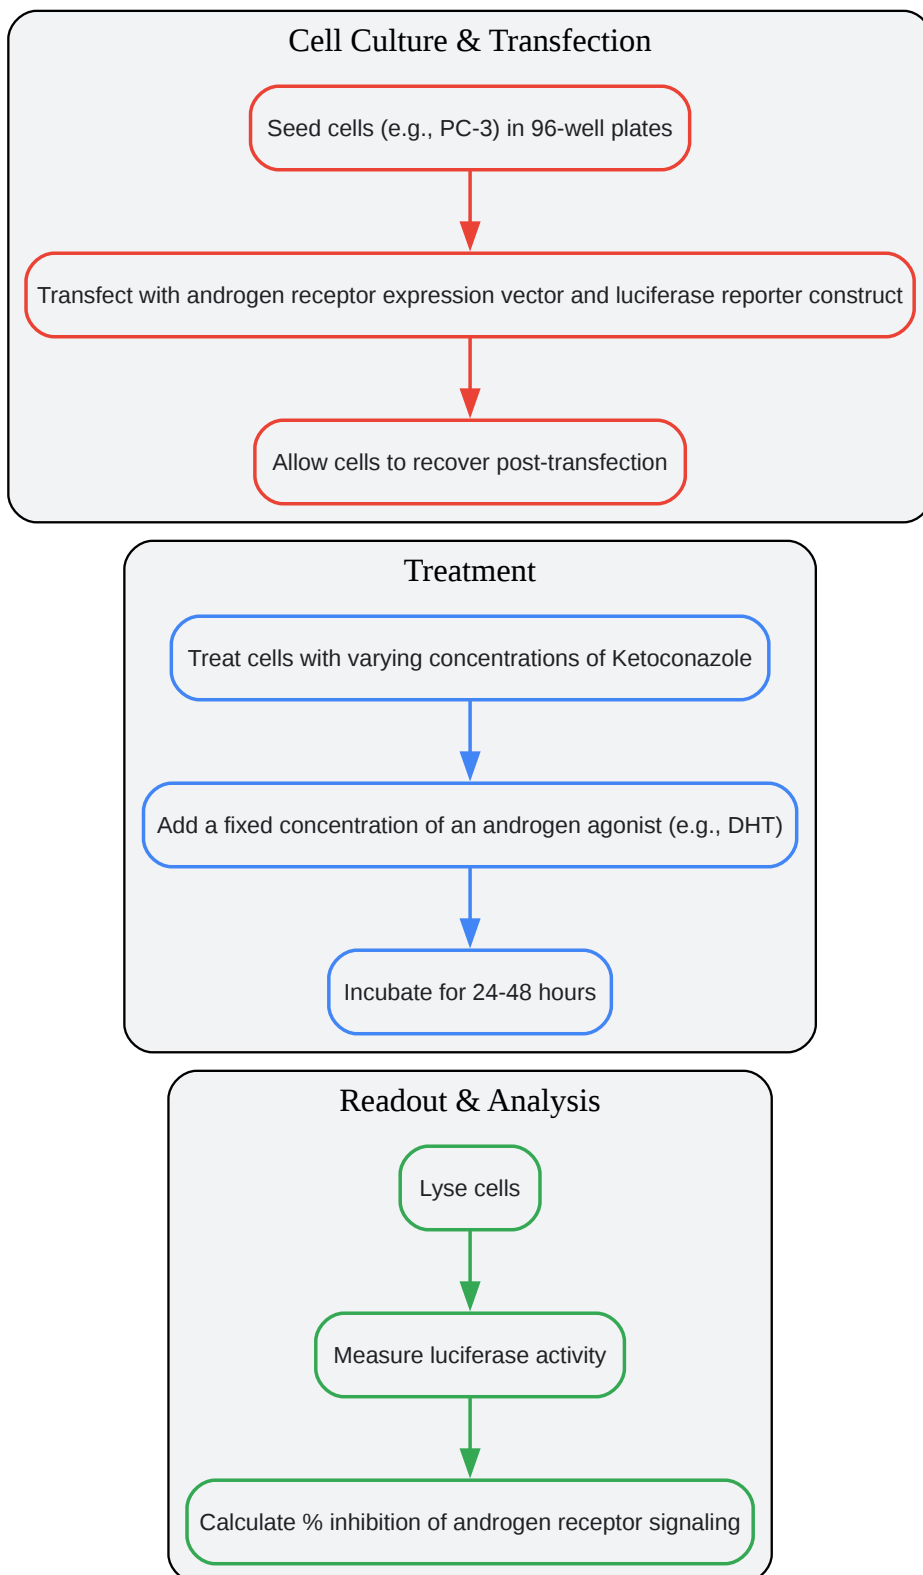 Cell Culture & Transfection
Seed cells (e.g., PC-3) in 96-well plates
Transfect with androgen receptor expression vector and luciferase reporter construct
Allow cells to recover post-transfection
Treatment
Treat cells with varying concentrations of Ketoconazole
Add a fixed concentration of an androgen agonist (e.g., DHT)
Incubate for 24-48 hours
Readout & Analysis
Lyse cells
Measure luciferase activity
Calculate % inhibition of androgen receptor signaling